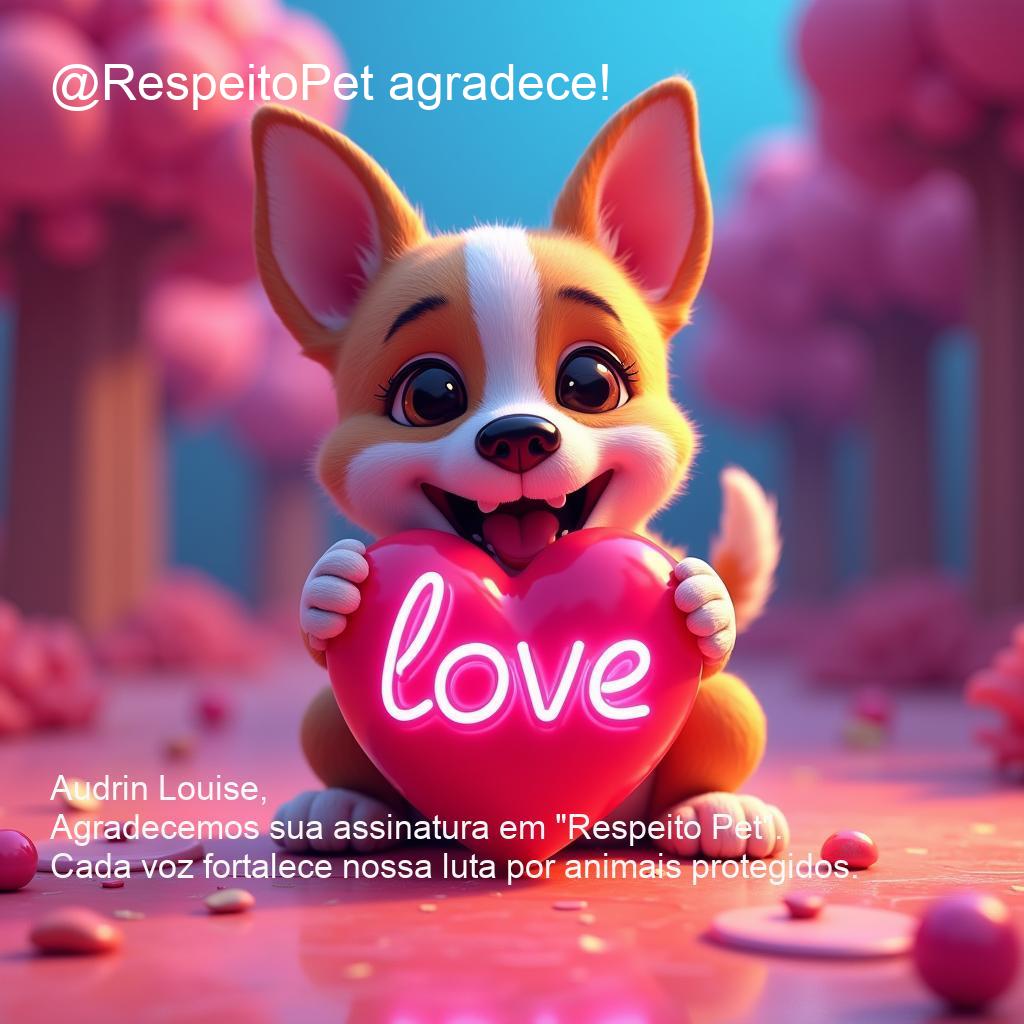 @RespeitoPet agradece!
love
Audrin Louise,
Agradecemos sua assinatura em "Respeito Pet".
Cada voz fortalece nossa luta por animais protegidos.